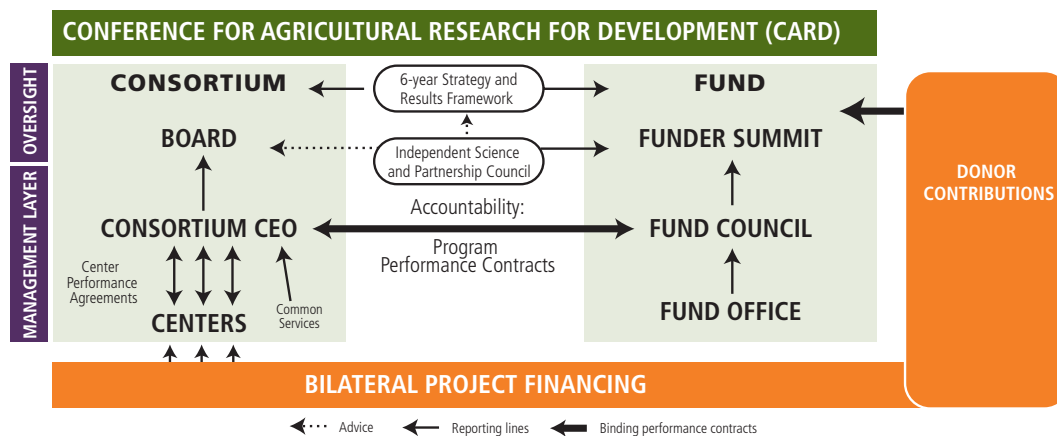 CONFERENCE FOR AGRICULTURAL RESEARCH FOR DEVELOPMENT (CARD)
OVERSIGHT
MANAGEMENT LAYER
CONSORTIUM
BOARD
CONSORTIUM CEO
Center
Performance
Agreements
Common
Services
CENTERS
6-year Strategy and
Results Framework
Independent Science
and Partnership Council
Accountability:
Program
Performance Contracts
FUND
FUNDER SUMMIT
FUND COUNCIL
FUND OFFICE
DONOR
CONTRIBUTIONS
BILATERAL PROJECT FINANCING
Advice
Reporting lines
Binding performance contracts